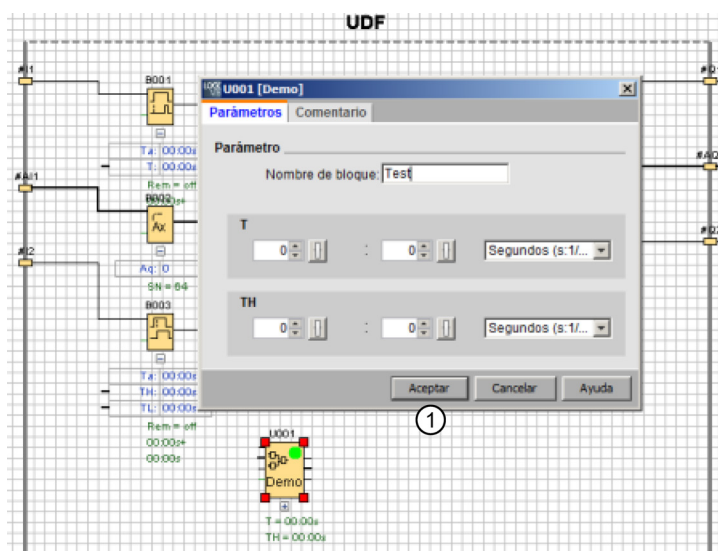 UDF
#I1
B001
Ta: 00:00s
T: 00:00s
Rem = off
00:00s+
#AI1
B002
Ax
Aq: 0
SN = 64
#I2
B003
Ta: 00:00s
TH: 00:00s
TL: 00:00s
Rem = off
00:00s+
00:00s
U001 [Demo]
Parámetros Comentario
Parámetro
Nombre de bloque: Test
T
0 : 0 Segundos (s:1/...
TH
0 : 0 Segundos (s:1/...
Aceptar Cancelar Ayuda
1
U001
Demo
T = 00:00s
TH = 00:00s